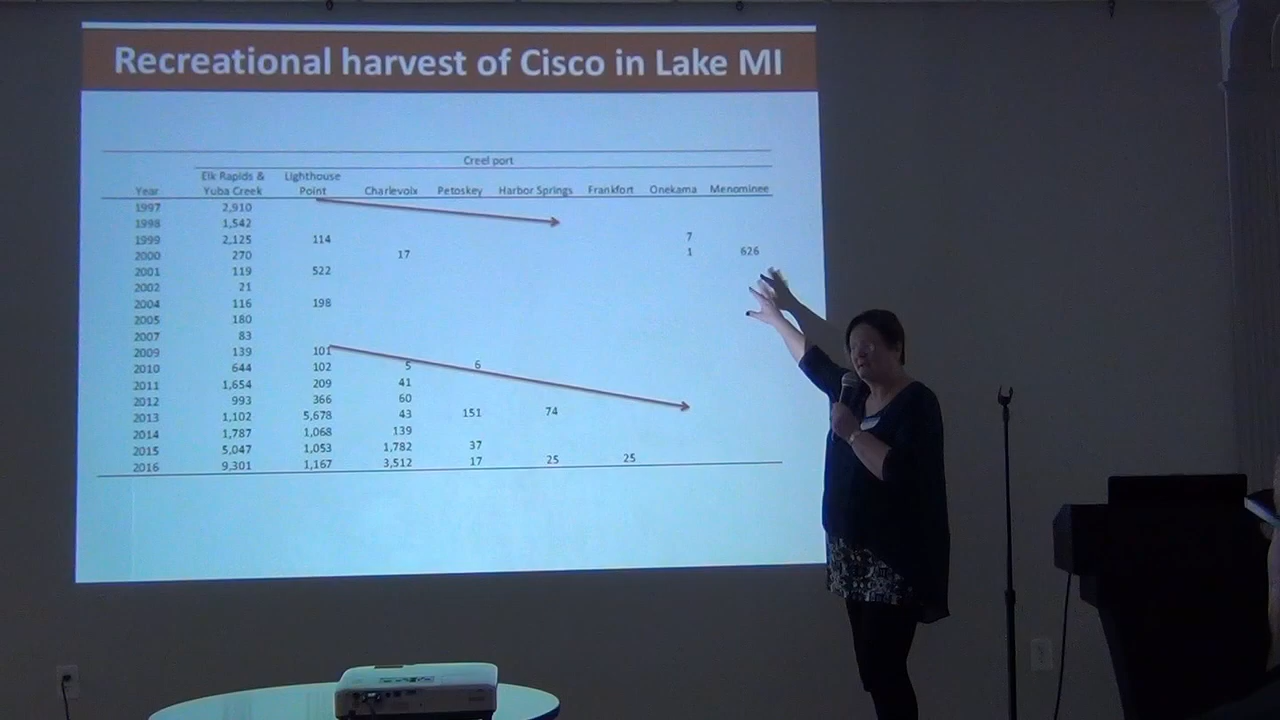 Recreational harvest of Cisco in Lake MI
Creel port
Elk Rapids & Lighthouse
Year Yuba Creek Point Charlevoix Petoskey Harbor Springs Frankfort Onekama Menominee
1997 2,910
1998 1,542
1999 2,125 114 7
2000 270 17 1 626
2001 119 522
2002 21
2004 116 198
2005 180
2007 83
2009 139 101
2010 644 102 5 6
2011 1,654 209 41
2012 993 366 60
2013 1,102 5,678 43 151 74
2014 1,787 1,068 139
2015 5,047 1,053 1,782 37
2016 9,301 1,167 3,512 17 25 25